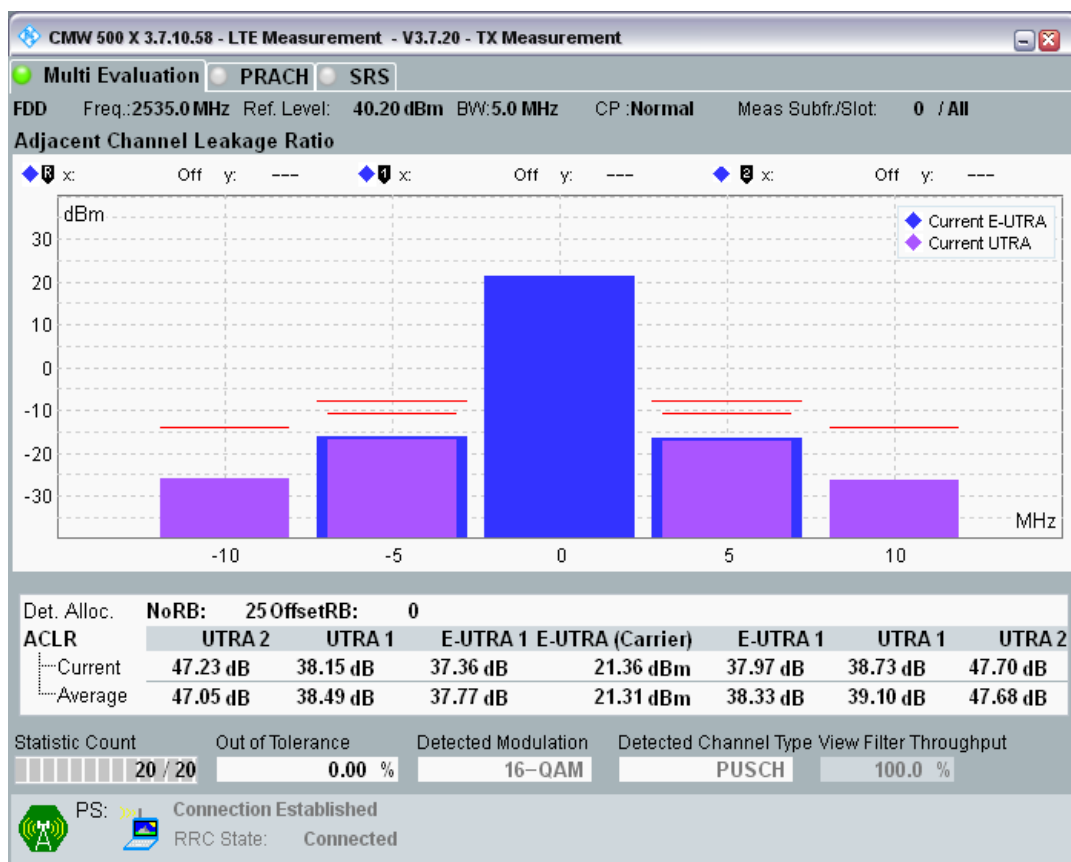 CMW 500 X 3.7.10.58 - LTE Measurement - V3.7.20 - TX Measurement
Multi Evaluation PRACH SRS
FDD Freq.:2535.0 MHz Ref. Level: 40.20 dBm BW:5.0 MHz CP :Normal Meas Subfr./Slot: 0 / All
Adjacent Channel Leakage Ratio
R x: Off y: --- 1 x: Off y: --- 2 x: Off y: ---
dBm
Current E-UTRA
Current UTRA
30
20
10
0
-10
-20
-30
MHz
-10 -5 0 5 10
Det. Alloc. NoRB: 25 OffsetRB: 0
ACLR UTRA 2 UTRA 1 E-UTRA 1 E-UTRA (Carrier) E-UTRA 1 UTRA 1 UTRA 2
Current 47.23 dB 38.15 dB 37.36 dB 21.36 dBm 37.97 dB 38.73 dB 47.70 dB
Average 47.05 dB 38.49 dB 37.77 dB 21.31 dBm 38.33 dB 39.10 dB 47.68 dB
Statistic Count Out of Tolerance Detected Modulation Detected Channel Type View Filter Throughput
20 / 20 0.00 % 16-QAM PUSCH 100.0 %
PS: Connection Established
RRC State: Connected